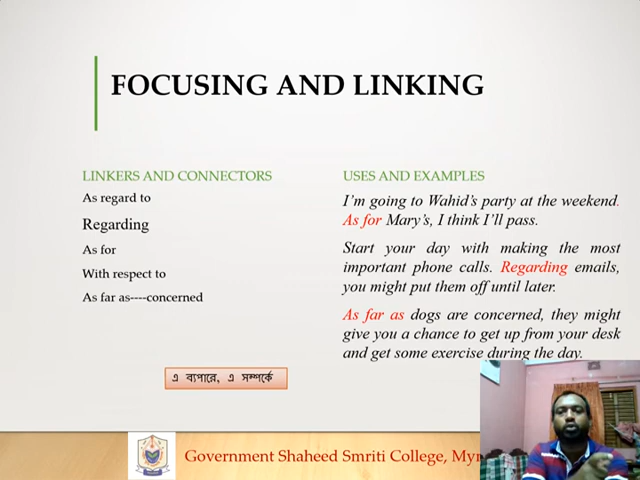 FOCUSING AND LINKING
LINKERS AND CONNECTORS
As regard to
Regarding
As for
With respect to
As far as----concerned
এ ব্যাপারে, এ সম্পর্কে
USES AND EXAMPLES
I’m going to Wahid’s party at the weekend.
As for Mary’s, I think I’ll pass.
Start your day with making the most
important phone calls. Regarding emails,
you might put them off until later.
As far as dogs are concerned, they might
give you a chance to get up from your desk
and get some exercise during the day.
Government Shaheed Smriti College, Myn